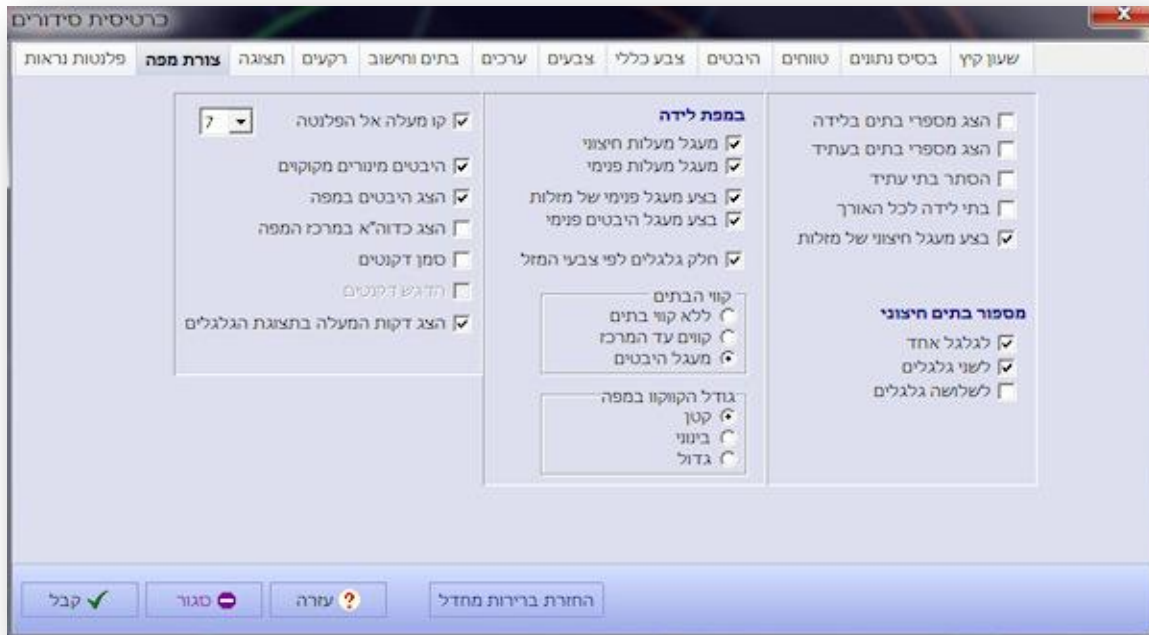 כרטיסית סידורים
שעון קיץ
בסיס נתונים
טווחים
היבטים
צבע כללי
צבעים
ערכים
בתים וחישוב
רקעים
תצוגה
צורת מפה
פלנטות נראות
הצג מספרי בתים בלידה
הצג מספרי בתים בעתיד
הסתר בתי עתיד
בתי לידה לכל האורך
בצע מעגל חיצוני של מזלות
מספור בתים חיצוני
לגלגל אחד
לשני גלגלים
לשלושה גלגלים
במפת לידה
מעגל מעלות חיצוני
מעגל מעלות פנימי
בצע מעגל פנימי של מזלות
בצע מעגל היבטים פנימי
חלק גלגלים לפי צבעי המזל
קווי הבתים
ללא קווי בתים
קווים עד המרכז
מעגל היבטים
גודל הקווקוו במפה
קטן
בינוני
גדול
קו מעלה אל הפלנטה 7
היבטים מינורים מקוקוים
הצג היבטים במפה
הצג כדוה"א במרכז המפה
סמן דקנטים
הדגש דקנטים
הצג דקות המעלה בתצוגת הגלגלים
החזרת ברירות מחדל
עזרה
סגור
קבל